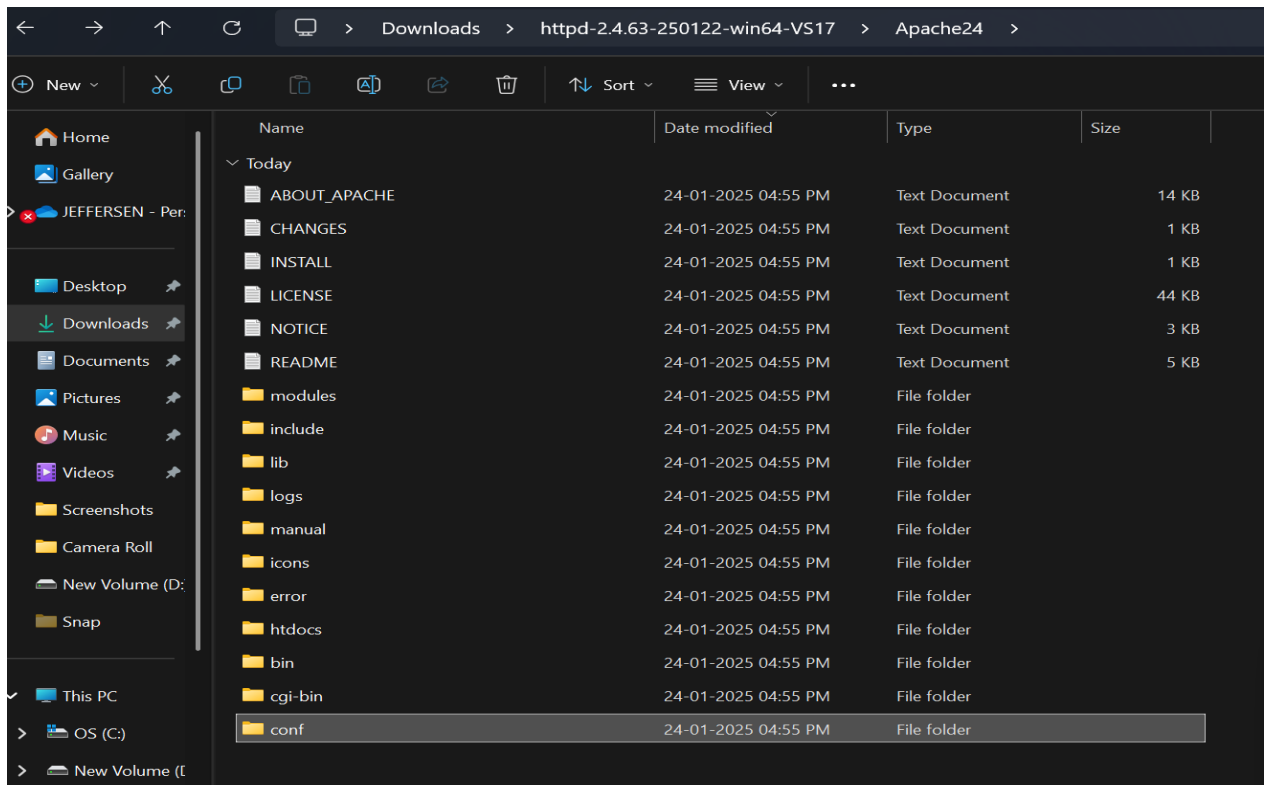 Downloads > httpd-2.4.63-250122-win64-VS17 > Apache24 >
New Sort View ...
Home
Gallery
JEFFERSEN - Per
Desktop
Downloads
Documents
Pictures
Music
Videos
Screenshots
Camera Roll
New Volume (D:
Snap
This PC
OS (C:)
New Volume (D
Name Date modified Type Size
Today
ABOUT_APACHE 24-01-2025 04:55 PM Text Document 14 KB
CHANGES 24-01-2025 04:55 PM Text Document 1 KB
INSTALL 24-01-2025 04:55 PM Text Document 1 KB
LICENSE 24-01-2025 04:55 PM Text Document 44 KB
NOTICE 24-01-2025 04:55 PM Text Document 3 KB
README 24-01-2025 04:55 PM Text Document 5 KB
modules 24-01-2025 04:55 PM File folder
include 24-01-2025 04:55 PM File folder
lib 24-01-2025 04:55 PM File folder
logs 24-01-2025 04:55 PM File folder
manual 24-01-2025 04:55 PM File folder
icons 24-01-2025 04:55 PM File folder
error 24-01-2025 04:55 PM File folder
htdocs 24-01-2025 04:55 PM File folder
bin 24-01-2025 04:55 PM File folder
cgi-bin 24-01-2025 04:55 PM File folder
conf 24-01-2025 04:55 PM File folder